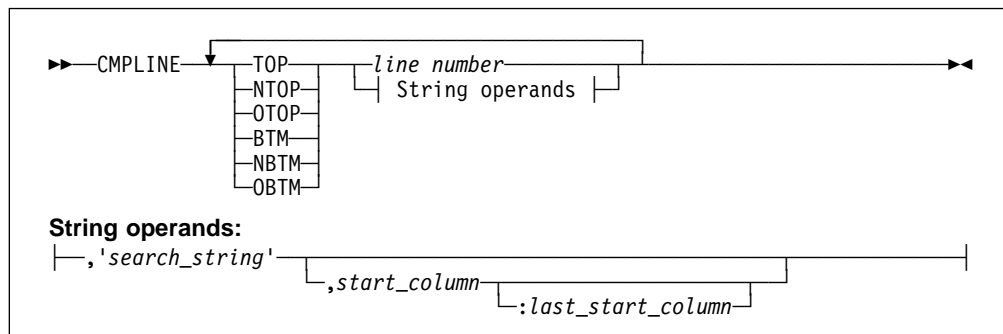 CMPLINE TOP line number
NTOP String operands
OTOP
BTM
NBTM
OBTM
String operands:
,'search_string'
,start_column
:last_start_column